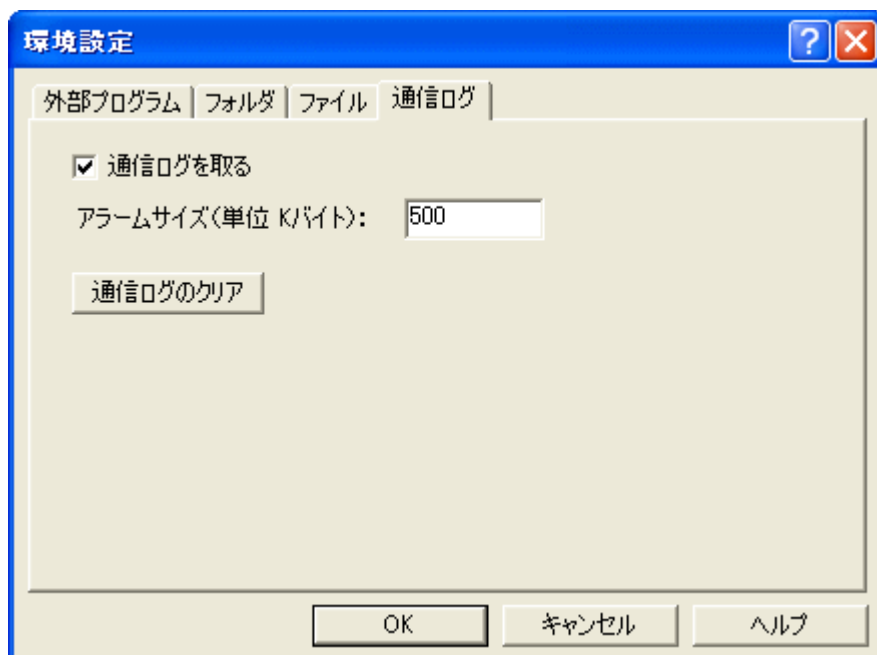 環境設定
外部プログラム フォルダ ファイル 通信ログ
通信ログを取る
アラームサイズ(単位 Kバイト): 500
通信ログのクリア
OK キャンセル ヘルプ